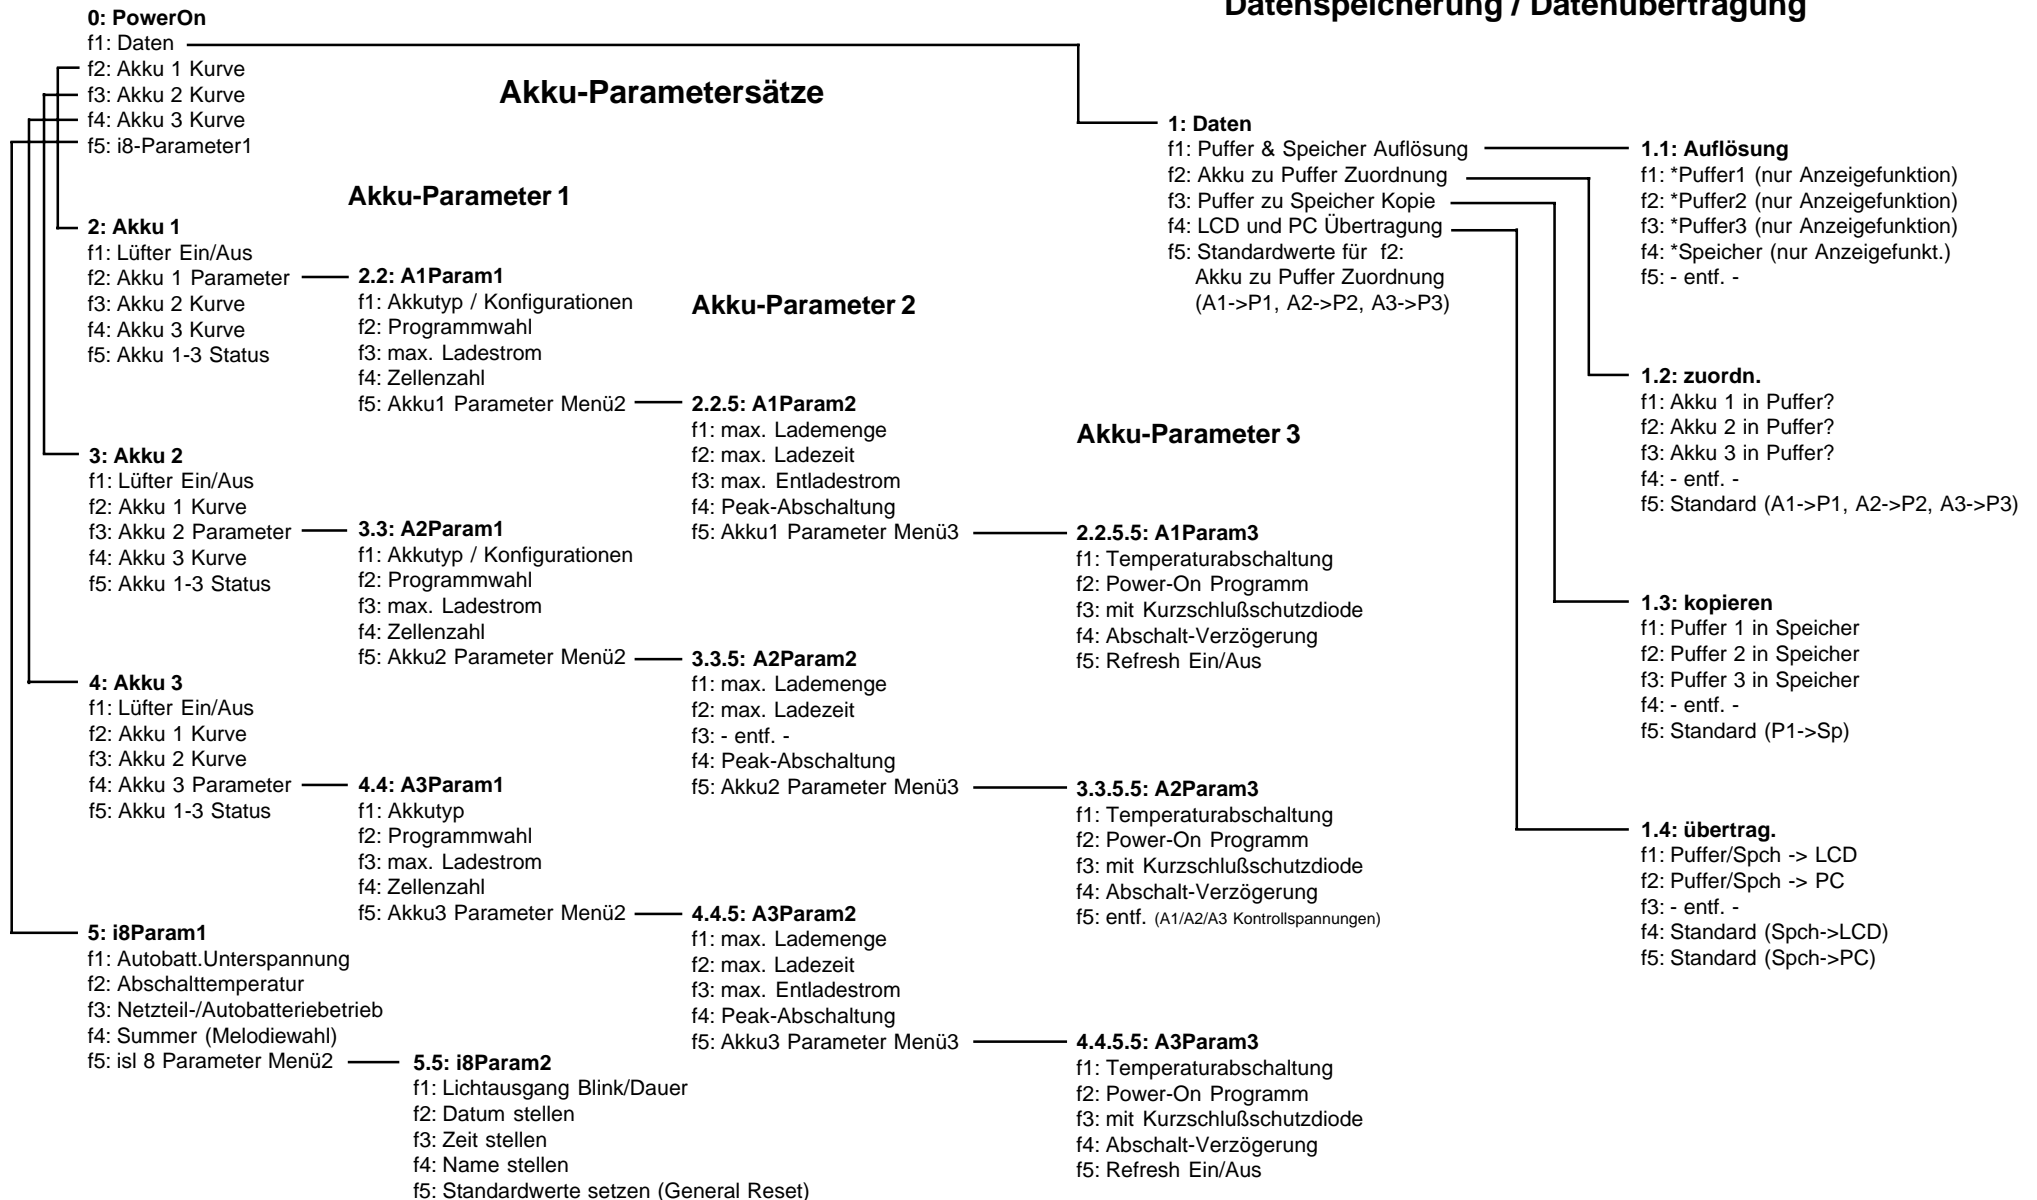 Datenspeicherung / Datenübertragung
0: PowerOn
f1: Daten
f2: Akku 1 Kurve
f3: Akku 2 Kurve
f4: Akku 3 Kurve
f5: i8-Parameter1
Akku-Parametersätze
Akku-Parameter 1
2: Akku 1
f1: Lüfter Ein/Aus
f2: Akku 1 Parameter
f3: Akku 2 Kurve
f4: Akku 3 Kurve
f5: Akku 1-3 Status
3: Akku 2
f1: Lüfter Ein/Aus
f2: Akku 1 Kurve
f3: Akku 2 Parameter
f4: Akku 3 Kurve
f5: Akku 1-3 Status
4: Akku 3
f1: Lüfter Ein/Aus
f2: Akku 1 Kurve
f3: Akku 2 Kurve
f4: Akku 3 Parameter
f5: Akku 1-3 Status
5: i8Param1
f1: Autobatt.Unterspannung
f2: Abschalttemperatur
f3: Netzteil-/Autobatteriebetrieb
f4: Summer (Melodiewahl)
f5: isl 8 Parameter Menü2
2.2: A1Param1
f1: Akkutyp / Konfigurationen
f2: Programmwahl
f3: max. Ladestrom
f4: Zellenzahl
f5: Akku1 Parameter Menü2
3.3: A2Param1
f1: Akkutyp / Konfigurationen
f2: Programmwahl
f3: max. Ladestrom
f4: Zellenzahl
f5: Akku2 Parameter Menü2
4.4: A3Param1
f1: Akkutyp
f2: Programmwahl
f3: max. Ladestrom
f4: Zellenzahl
f5: Akku3 Parameter Menü2
5.5: i8Param2
f1: Lichtausgang Blink/Dauer
f2: Datum stellen
f3: Zeit stellen
f4: Name stellen
f5: Standardwerte setzen (General Reset)
Akku-Parameter 2
2.2.5: A1Param2
f1: max. Lademenge
f2: max. Ladezeit
f3: max. Entladestrom
f4: Peak-Abschaltung
f5: Akku1 Parameter Menü3
3.3.5: A2Param2
f1: max. Lademenge
f2: max. Ladezeit
f3: - entf. -
f4: Peak-Abschaltung
f5: Akku2 Parameter Menü3
4.4.5: A3Param2
f1: max. Lademenge
f2: max. Ladezeit
f3: max. Entladestrom
f4: Peak-Abschaltung
f5: Akku3 Parameter Menü3
Akku-Parameter 3
2.2.5.5: A1Param3
f1: Temperaturabschaltung
f2: Power-On Programm
f3: mit Kurzschlußschutzdiode
f4: Abschalt-Verzögerung
f5: Refresh Ein/Aus
3.3.5.5: A2Param3
f1: Temperaturabschaltung
f2: Power-On Programm
f3: mit Kurzschlußschutzdiode
f4: Abschalt-Verzögerung
f5: entf. (A1/A2/A3 Kontrollspannungen)
4.4.5.5: A3Param3
f1: Temperaturabschaltung
f2: Power-On Programm
f3: mit Kurzschlußschutzdiode
f4: Abschalt-Verzögerung
f5: Refresh Ein/Aus
1: Daten
f1: Puffer & Speicher Auflösung
f2: Akku zu Puffer Zuordnung
f3: Puffer zu Speicher Kopie
f4: LCD und PC Übertragung
f5: Standardwerte für f2:
Akku zu Puffer Zuordnung
(A1->P1, A2->P2, A3->P3)
1.1: Auflösung
f1: *Puffer1 (nur Anzeigefunktion)
f2: *Puffer2 (nur Anzeigefunktion)
f3: *Puffer3 (nur Anzeigefunktion)
f4: *Speicher (nur Anzeigefunkt.)
f5: - entf. -
1.2: zuordn.
f1: Akku 1 in Puffer?
f2: Akku 2 in Puffer?
f3: Akku 3 in Puffer?
f4: - entf. -
f5: Standard (A1->P1, A2->P2, A3->P3)
1.3: kopieren
f1: Puffer 1 in Speicher
f2: Puffer 2 in Speicher
f3: Puffer 3 in Speicher
f4: - entf. -
f5: Standard (P1->Sp)
1.4: übertrag.
f1: Puffer/Spch -> LCD
f2: Puffer/Spch -> PC
f3: - entf. -
f4: Standard (Spch->LCD)
f5: Standard (Spch->PC)